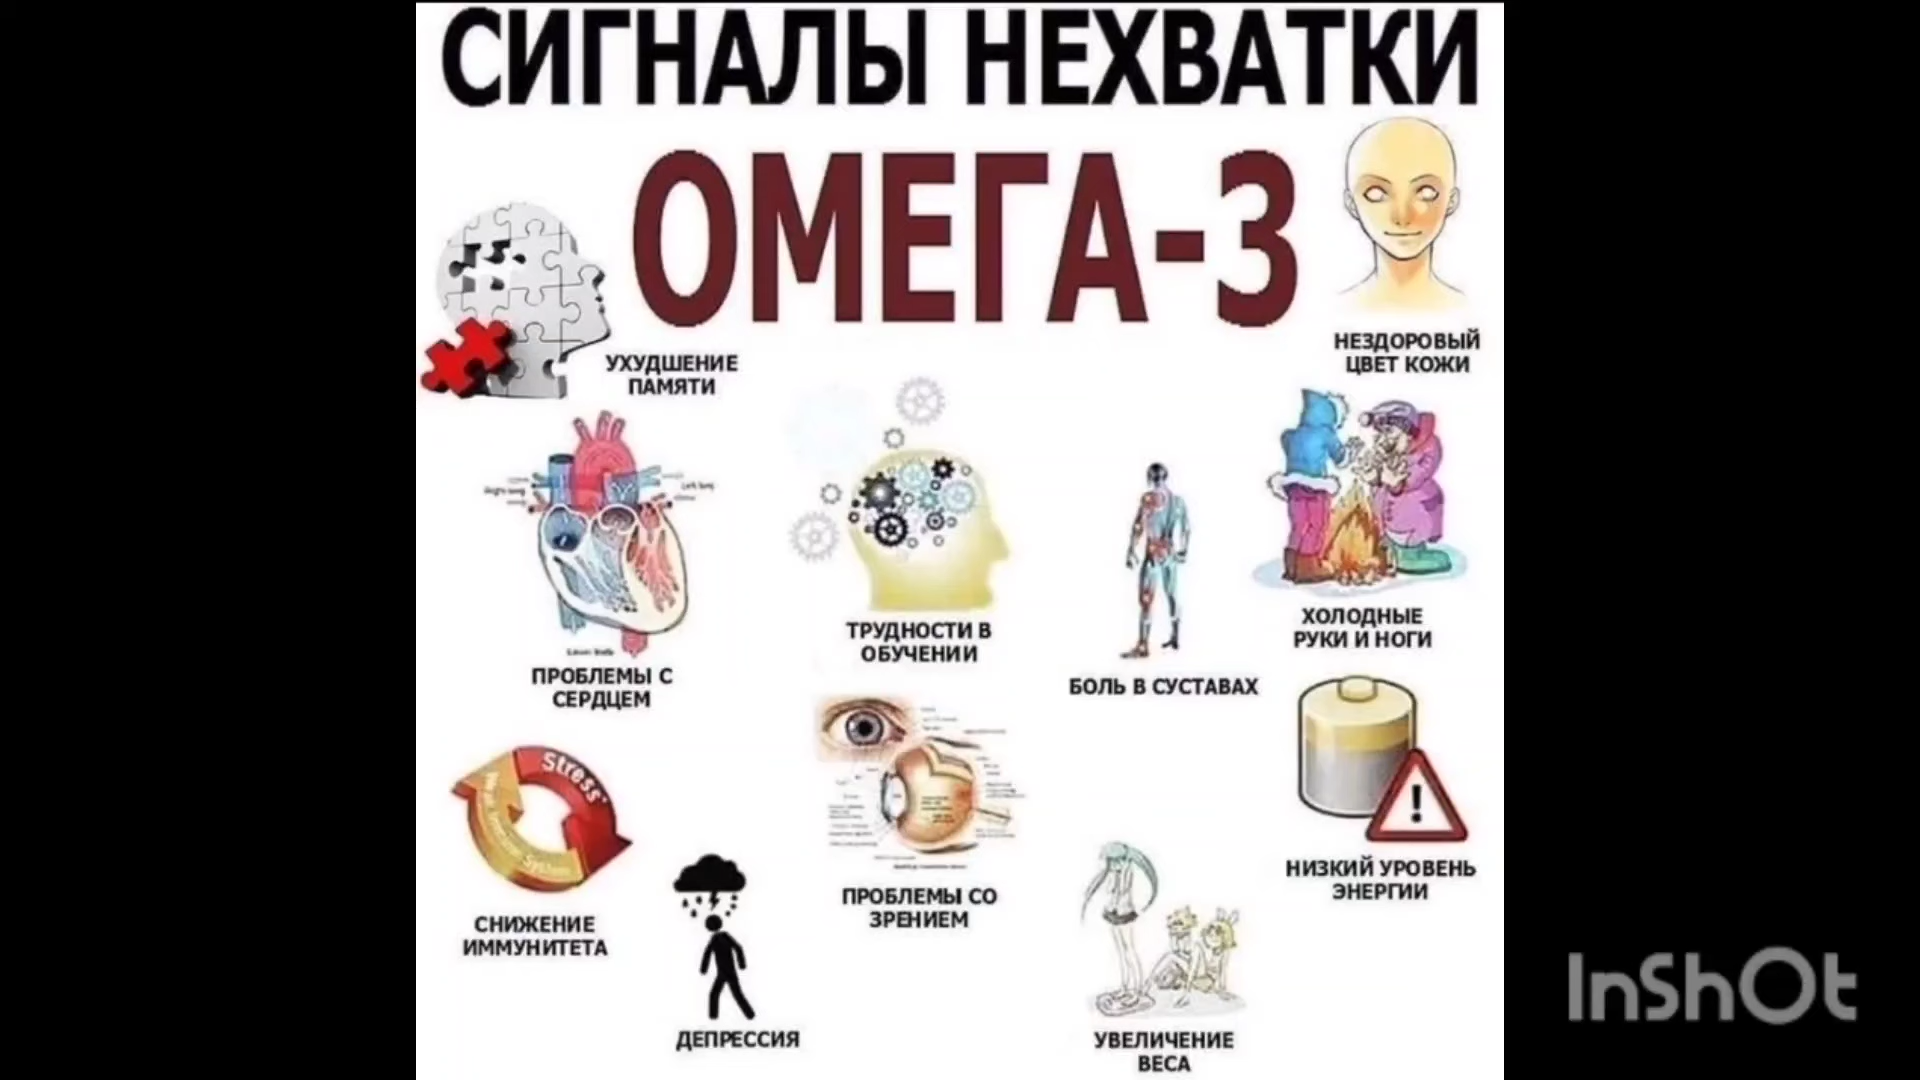 СИГНАЛЫ НЕХВАТКИ
ОМЕГА-3
УХУДШЕНИЕ
ПАМЯТИ
НЕЗДОРОВЫЙ
ЦВЕТ КОЖИ
ПРОБЛЕМЫ С
СЕРДЦЕМ
ТРУДНОСТИ В
ОБУЧЕНИИ
БОЛЬ В СУСТАВАХ
ХОЛОДНЫЕ
РУКИ И НОГИ
Stress
СНИЖЕНИЕ
ИММУНИТЕТА
ДЕПРЕССИЯ
ПРОБЛЕМЫ СО
ЗРЕНИЕМ
УВЕЛИЧЕНИЕ
ВЕСА
!
НИЗКИЙ УРОВЕНЬ
ЭНЕРГИИ
InShOt